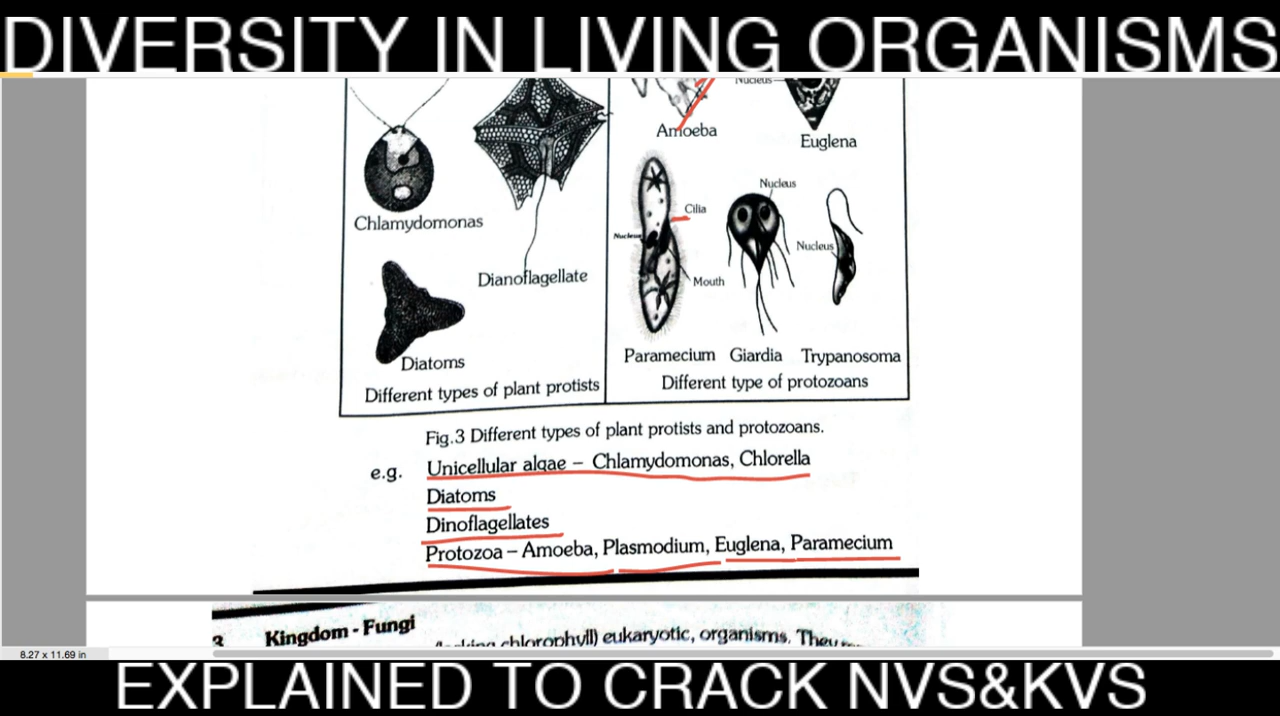 DIVERSITY IN LIVING ORGANISMS
Nucleus
Amoeba
Euglena
Chlamydomonas
Dianoflagellate
Diatoms
Different types of plant protists
Nucleus
Cilia
Nucleus
Nucleus
Mouth
Paramecium Giardia Trypanosoma
Different type of protozoans
Fig.3 Different types of plant protists and protozoans.
e.g. Unicellular algae – Chlamydomonas, Chlorella
Diatoms
Dinoflagellates
Protozoa – Amoeba, Plasmodium, Euglena, Paramecium
Kingdom - Fungi
chlorophyll) eukaryotic, organisms. They
8.27 x 11.69 in
EXPLAINED TO CRACK NVS&KVS